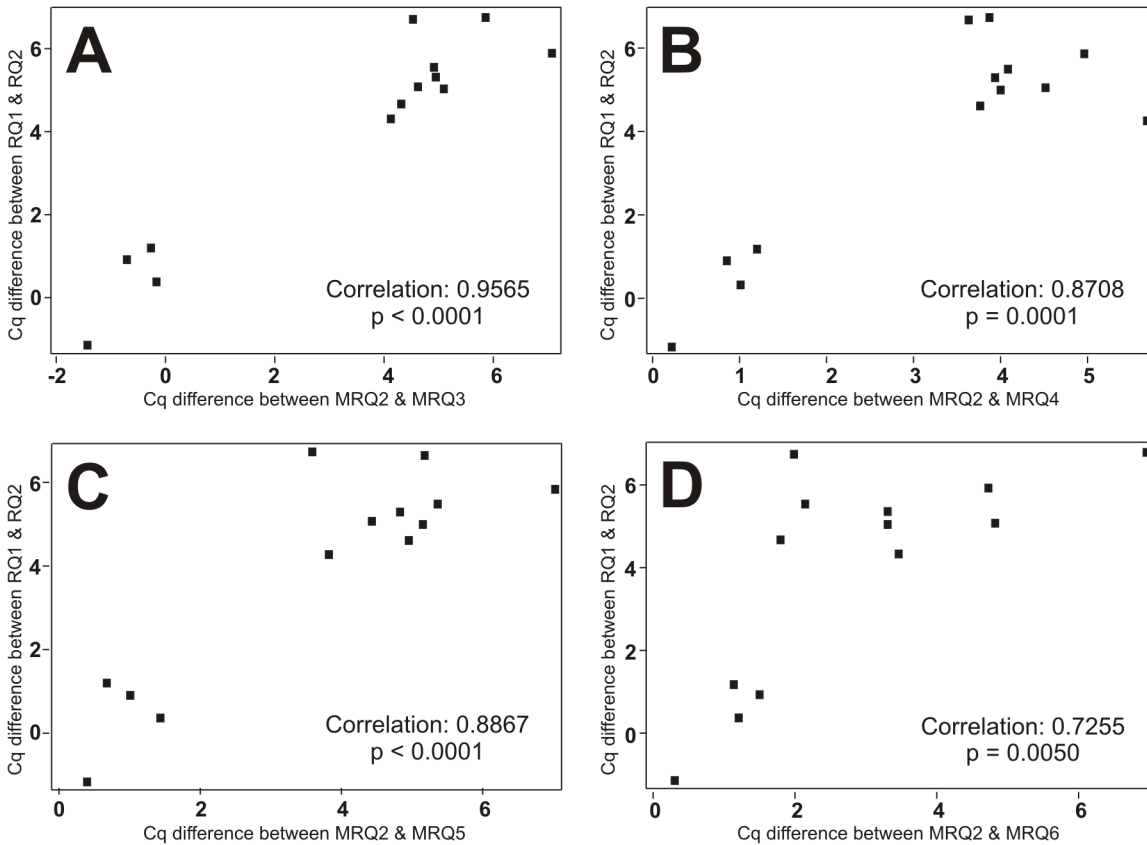 A
Cq difference between RQ1 & RQ2
6
4
2
0
Correlation: 0.9565
p < 0.0001
-2 0 2 4 6
Cq difference between MRQ2 & MRQ3
B
Cq difference between RQ1 & RQ2
6
4
2
0
Correlation: 0.8708
p = 0.0001
0 1 2 3 4 5
Cq difference between MRQ2 & MRQ4
C
Cq difference between RQ1 & RQ2
6
4
2
0
Correlation: 0.8867
p < 0.0001
0 2 4 6
Cq difference between MRQ2 & MRQ5
D
Cq difference between RQ1 & RQ2
6
4
2
0
Correlation: 0.7255
p = 0.0050
0 2 4 6
Cq difference between MRQ2 & MRQ6